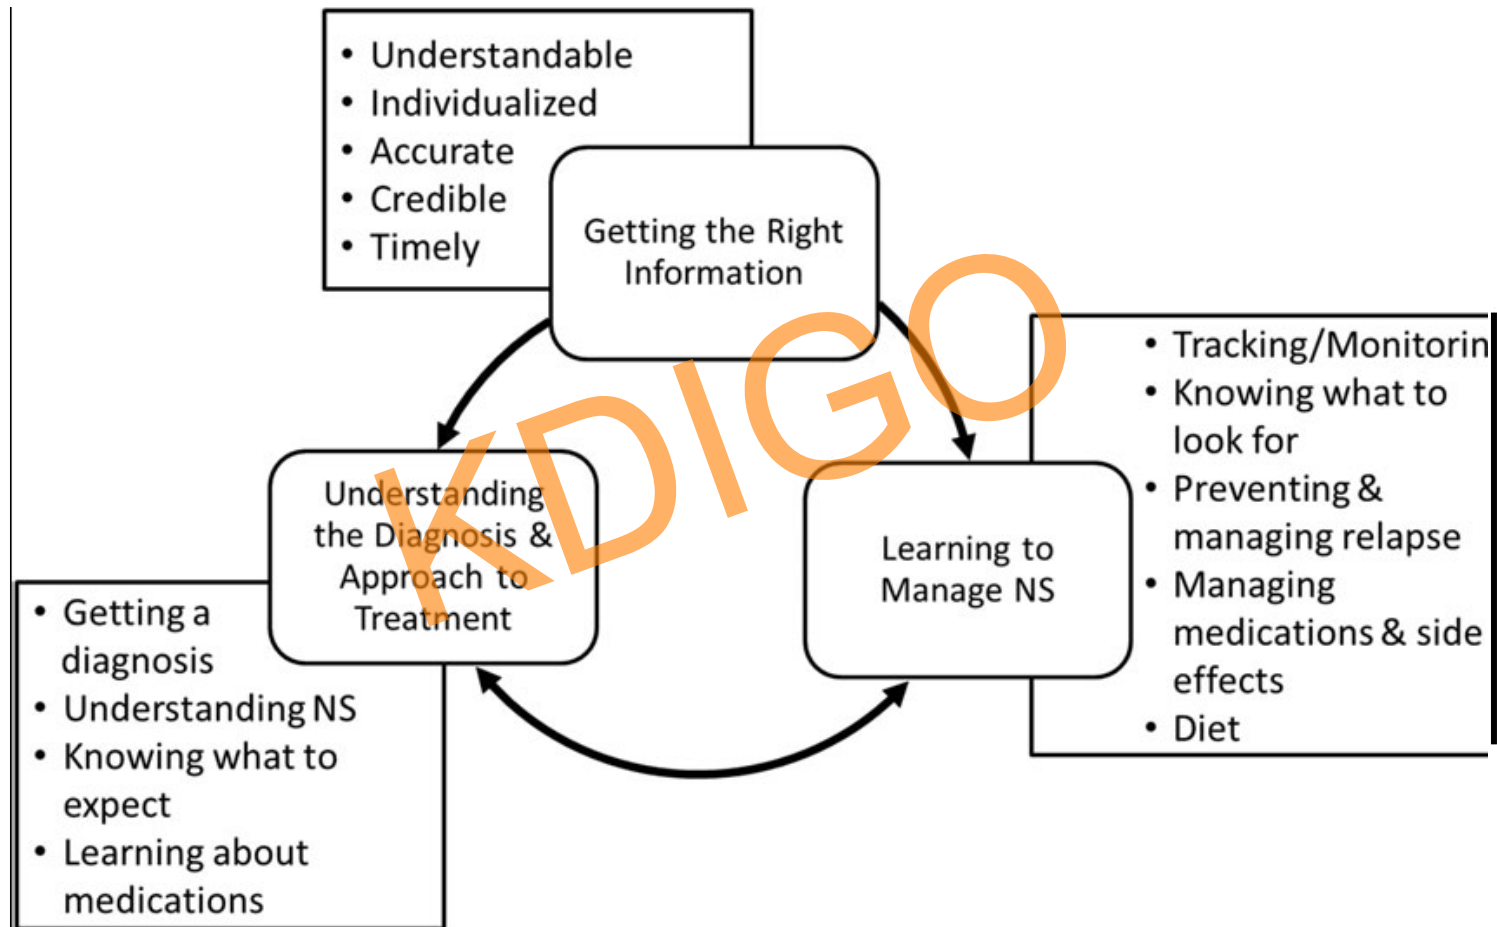 • Understandable
• Individualized
• Accurate
• Credible
• Timely
Getting the Right
Information
• Tracking/Monitorin
• Knowing what to
look for
• Preventing &
managing relapse
• Managing
medications & side
effects
• Diet
Understanding
the Diagnosis &
Approach to
Treatment
Learning to
Manage NS
• Getting a
diagnosis
• Understanding NS
• Knowing what to
expect
• Learning about
medications
KDIGO